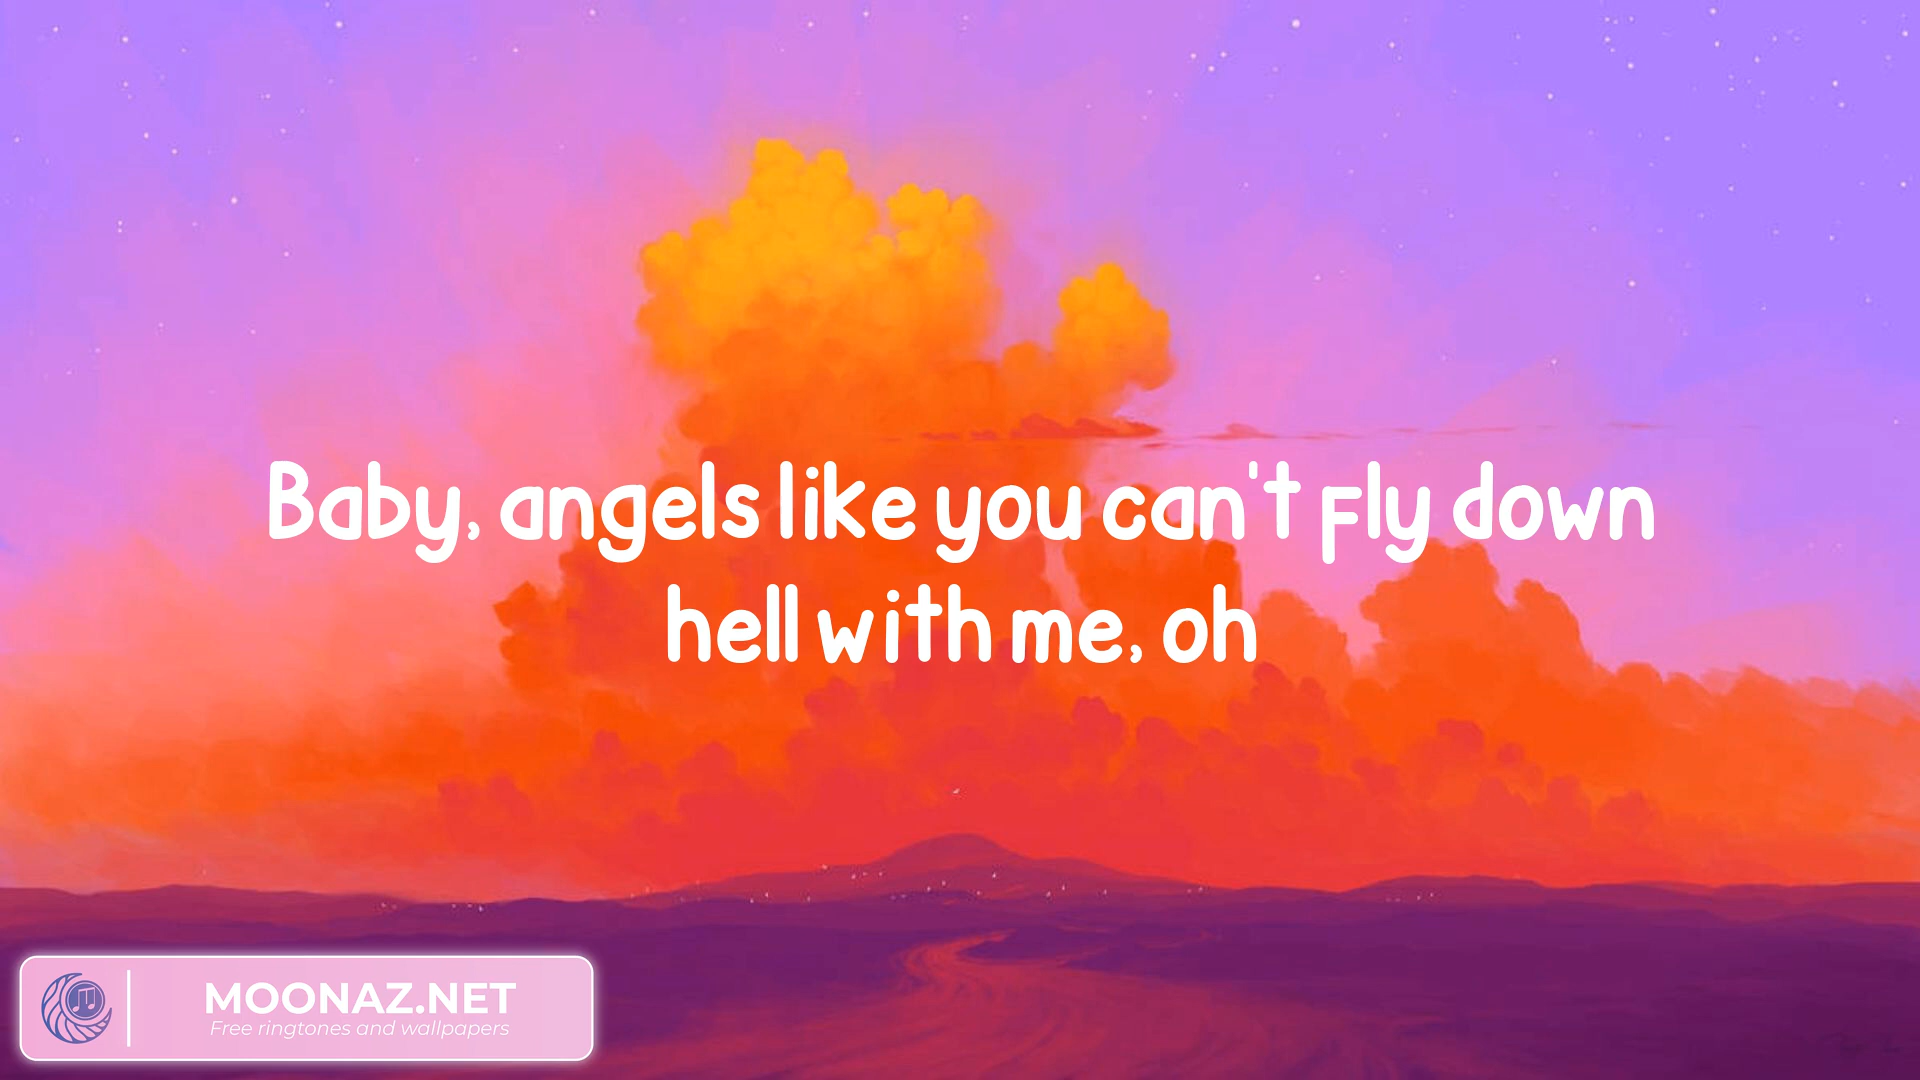 Baby, angels like you can't fly down
hell with me, oh
MOONAZ.NET
Free ringtones and wallpapers